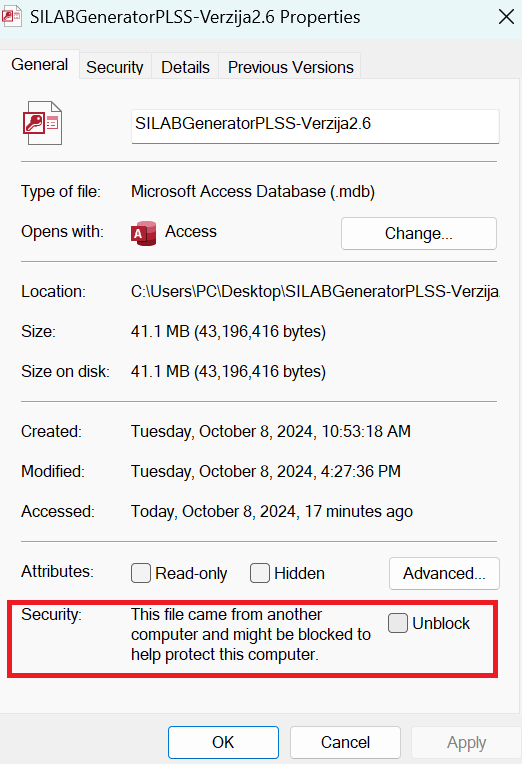 SILABGeneratorPLSS-Verzija2.6 Properties
General Security Details Previous Versions
SILABGeneratorPLSS-Verzija2.6
Type of file: Microsoft Access Database (.mdb)
Opens with: Access Change...
Location: C:\Users\PC\Desktop\SILABGeneratorPLSS-Verzija
Size: 41.1 MB (43,196,416 bytes)
Size on disk: 41.1 MB (43,196,416 bytes)
Created: Tuesday, October 8, 2024, 10:53:18 AM
Modified: Tuesday, October 8, 2024, 4:27:36 PM
Accessed: Today, October 8, 2024, 17 minutes ago
Attributes: Read-only Hidden Advanced...
Security: This file came from another
computer and might be blocked to Unblock
help protect this computer.
OK Cancel Apply